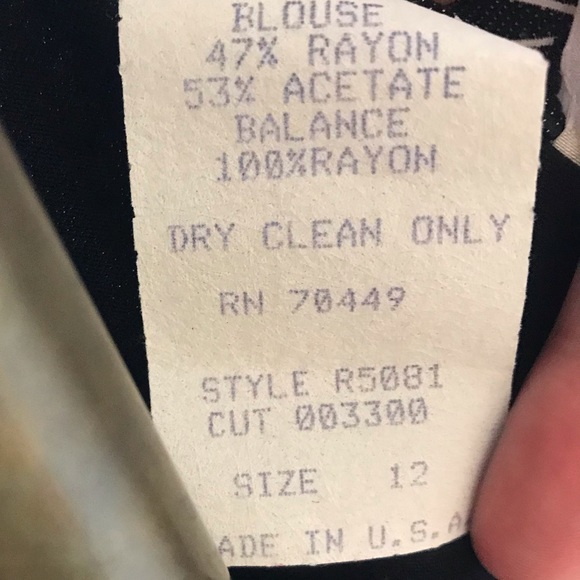 BLOUSE
47% RAYON
53% ACETATE
BALANCE
100%RAYON
DRY CLEAN ONLY
RN 70449
STYLE R5081
CUT 003300
SIZE 12
ADE IN U.S.A